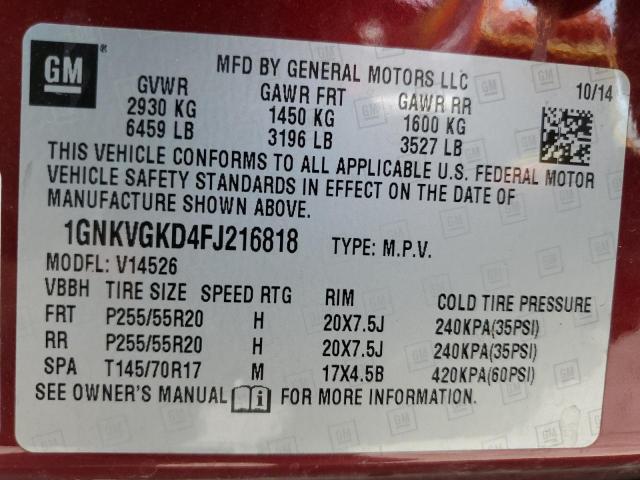 GM
MFD BY GENERAL MOTORS LLC
10/14
GVWR GAWR FRT GAWR RR
2930 KG 1450 KG 1600 KG
6459 LB 3196 LB 3527 LB
THIS VEHICLE CONFORMS TO ALL APPLICABLE U.S. FEDERAL MOTOR
VEHICLE SAFETY STANDARDS IN EFFECT ON THE DATE OF
MANUFACTURE SHOWN ABOVE.
1GNKVGKD4FJ216818 TYPE: M.P.V.
MODEL: V14526
VBBH TIRE SIZE SPEED RTG RIM COLD TIRE PRESSURE
FRT P255/55R20 H 20X7.5J 240KPA(35PSI)
RR P255/55R20 H 20X7.5J 240KPA(35PSI)
SPA T145/70R17 M 17X4.5B 420KPA(60PSI)
SEE OWNER'S MANUAL i FOR MORE INFORMATION.